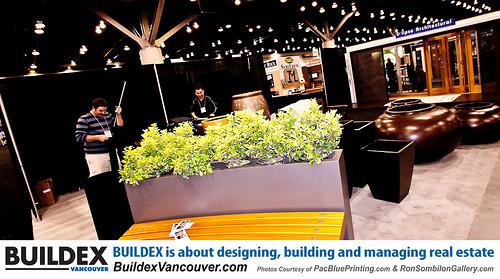 Eclipse Architectural
BUILDEX
VANCOUVER
BUILDEX is about designing, building and managing real estate
BuildexVancouver.com
Photos Courtesy of PacBluePrinting.com & RonSombilonGallery.com